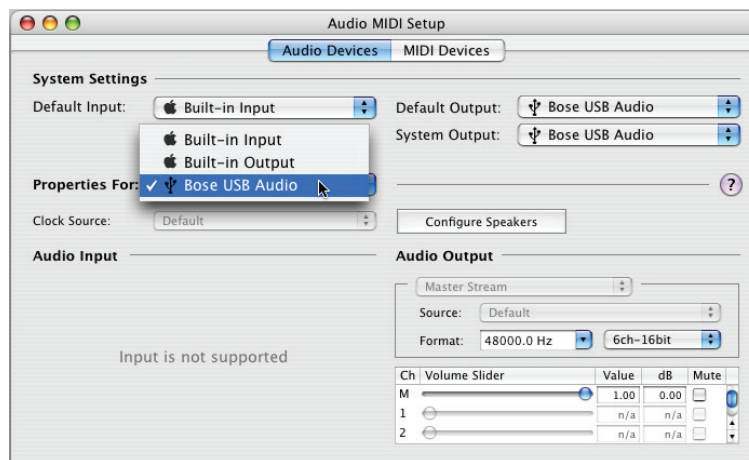 Audio MIDI Setup
Audio Devices MIDI Devices
System Settings
Default Input: Built-in Input
Default Output: Bose USB Audio
System Output: Bose USB Audio
Built-in Input
Built-in Output
Properties For: ✓ Bose USB Audio
?
Clock Source: Default
Configure Speakers
Audio Input
Input is not supported
Audio Output
Master Stream
Source: Default
Format: 48000.0 Hz 6ch-16bit
Ch Volume Slider Value dB Mute
M 1.00 0.00
1 n/a n/a
2 n/a n/a